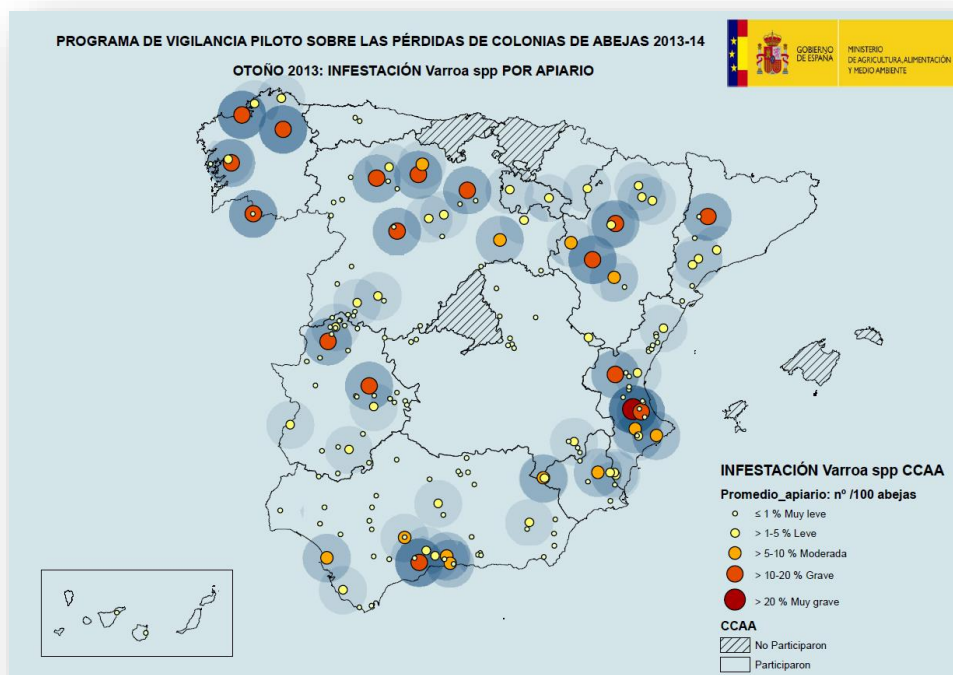 PROGRAMA DE VIGILANCIA PILOTO SOBRE LAS PÉRDIDAS DE COLONIAS DE ABEJAS 2013-14
OTOÑO 2013: INFESTACIÓN Varroa spp POR APIARIO
GOBIERNO
DE ESPAÑA
MINISTERIO
DE AGRICULTURA, ALIMENTACIÓN
Y MEDIO AMBIENTE
INFESTACIÓN Varroa spp CCAA
Promedio_apiario: nº /100 abejas
≤ 1 % Muy leve
> 1-5 % Leve
> 5-10 % Moderada
> 10-20 % Grave
> 20 % Muy grave
CCAA
No Participaron
Participaron